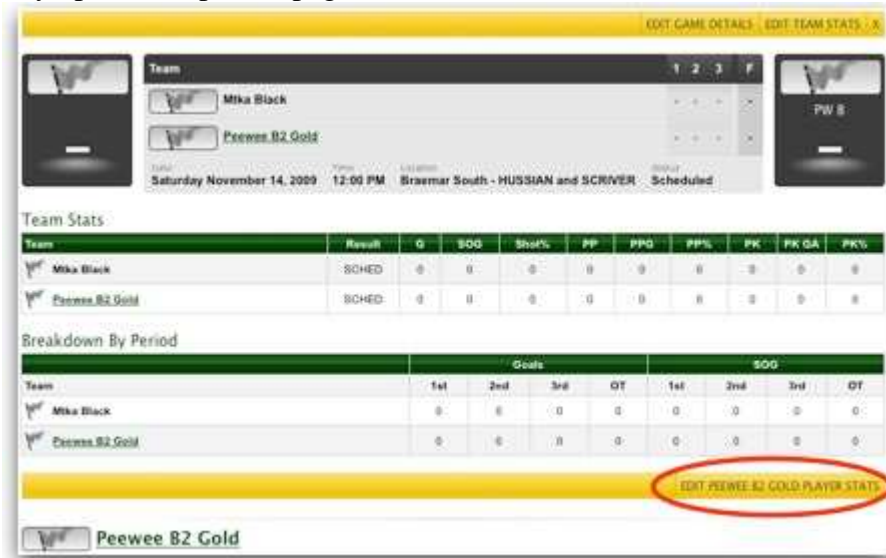 EDIT GAME DETAILS EDIT TEAM STATS X
Team 1 2 3 F
Mtka Black - - - -
PW B
Peewee B2 Gold - - - -
Date Time Location Status
Saturday November 14, 2009 12:00 PM Braemar South - HUSSIAN and SCRIVER Scheduled
Team Stats
Team Result G SOG Shot% PP PPG PP% PK PK GA PK%
Mtka Black SCHED 0 0 0 0 0 0 0 0 0
Peewee B2 Gold SCHED 0 0 0 0 0 0 0 0 0
Breakdown By Period
Goals SOG
Team 1st 2nd 3rd OT 1st 2nd 3rd OT
Mtka Black 0 0 0 0 0 0 0 0
Peewee B2 Gold 0 0 0 0 0 0 0 0
EDIT PEEWEE B2 GOLD PLAYER STATS
Peewee B2 Gold